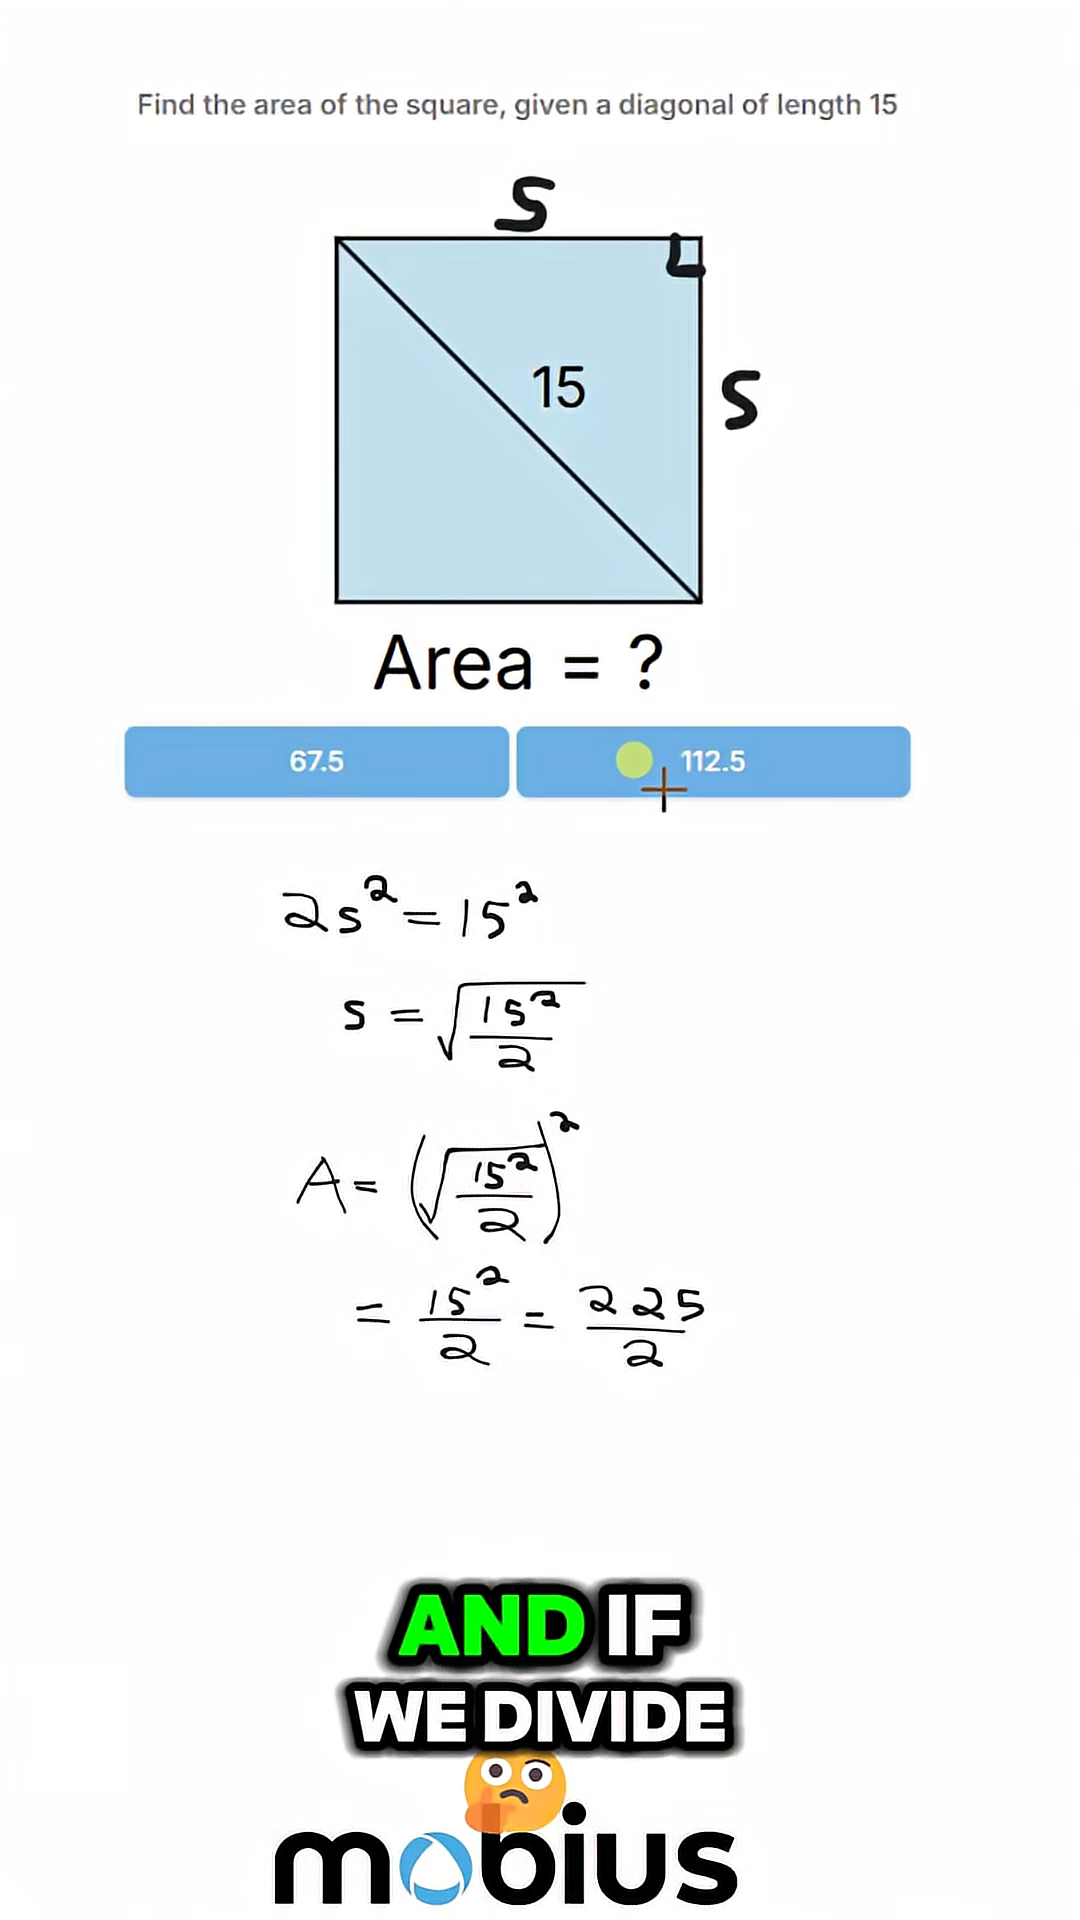 Find the area of the square, given a diagonal of length 15
S
15
S
Area = ?
67.5
112.5
2s² = 15²
s = √(15²/2)
A = (√(15²/2))²
= 15²/2 = 225/2
AND IF
WE DIVIDE
mobius